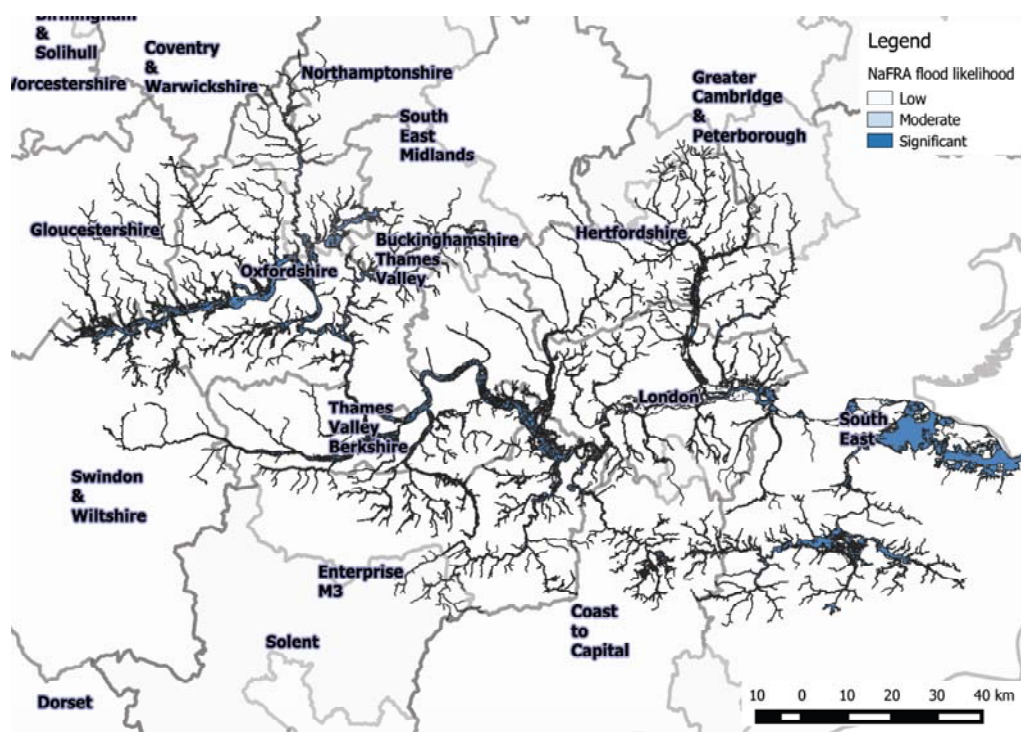 Birmingham
&
Solihull
Worcestershire
Coventry
&
Warwickshire
Northamptonshire
South
East
Midlands
Greater
Cambridge
&
Peterborough
Legend
NaFRA flood likelihood
Low
Moderate
Significant
Gloucestershire
Oxfordshire
Buckinghamshire
Thames
Valley
Hertfordshire
Thames
Valley
Berkshire
London
South
East
Swindon
&
Wiltshire
Enterprise
M3
Solent
Coast
to
Capital
Dorset
10 0 10 20 30 40 km